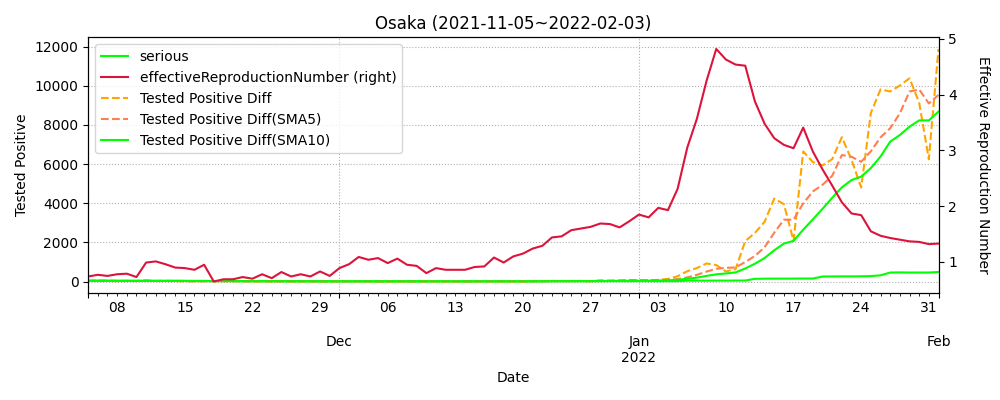 Osaka (2021-11-05~2022-02-03)
serious
effectiveReproductionNumber (right)
Tested Positive Diff
Tested Positive Diff(SMA5)
Tested Positive Diff(SMA10)
Tested Positive
12000
10000
8000
6000
4000
2000
0
5
4
3
2
1
Effective Reproduction Number
08 15 22 29 06 13 20 27 03 10 17 24 31
Dec Jan Feb
2022
Date